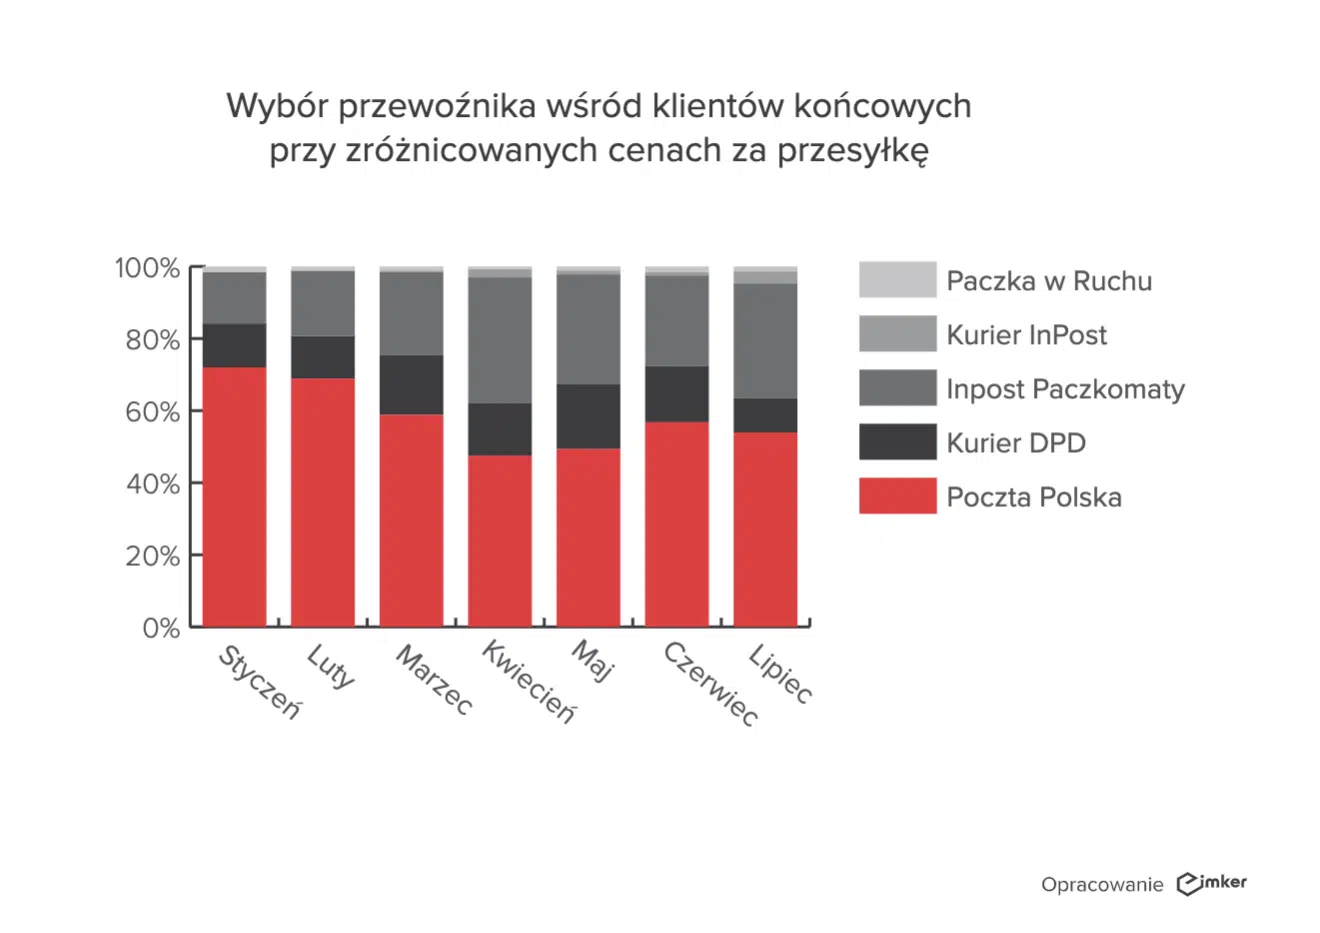 Wybór przewoźnika wśród klientów końcowych
przy zróżnicowanych cenach za przesyłkę
100%
80%
60%
40%
20%
0%
Styczeń
Luty
Marzec
Kwiecień
Maj
Czerwiec
Lipiec
Paczka w Ruchu
Kurier InPost
Inpost Paczkomaty
Kurier DPD
Poczta Polska
Opracowanie eimker